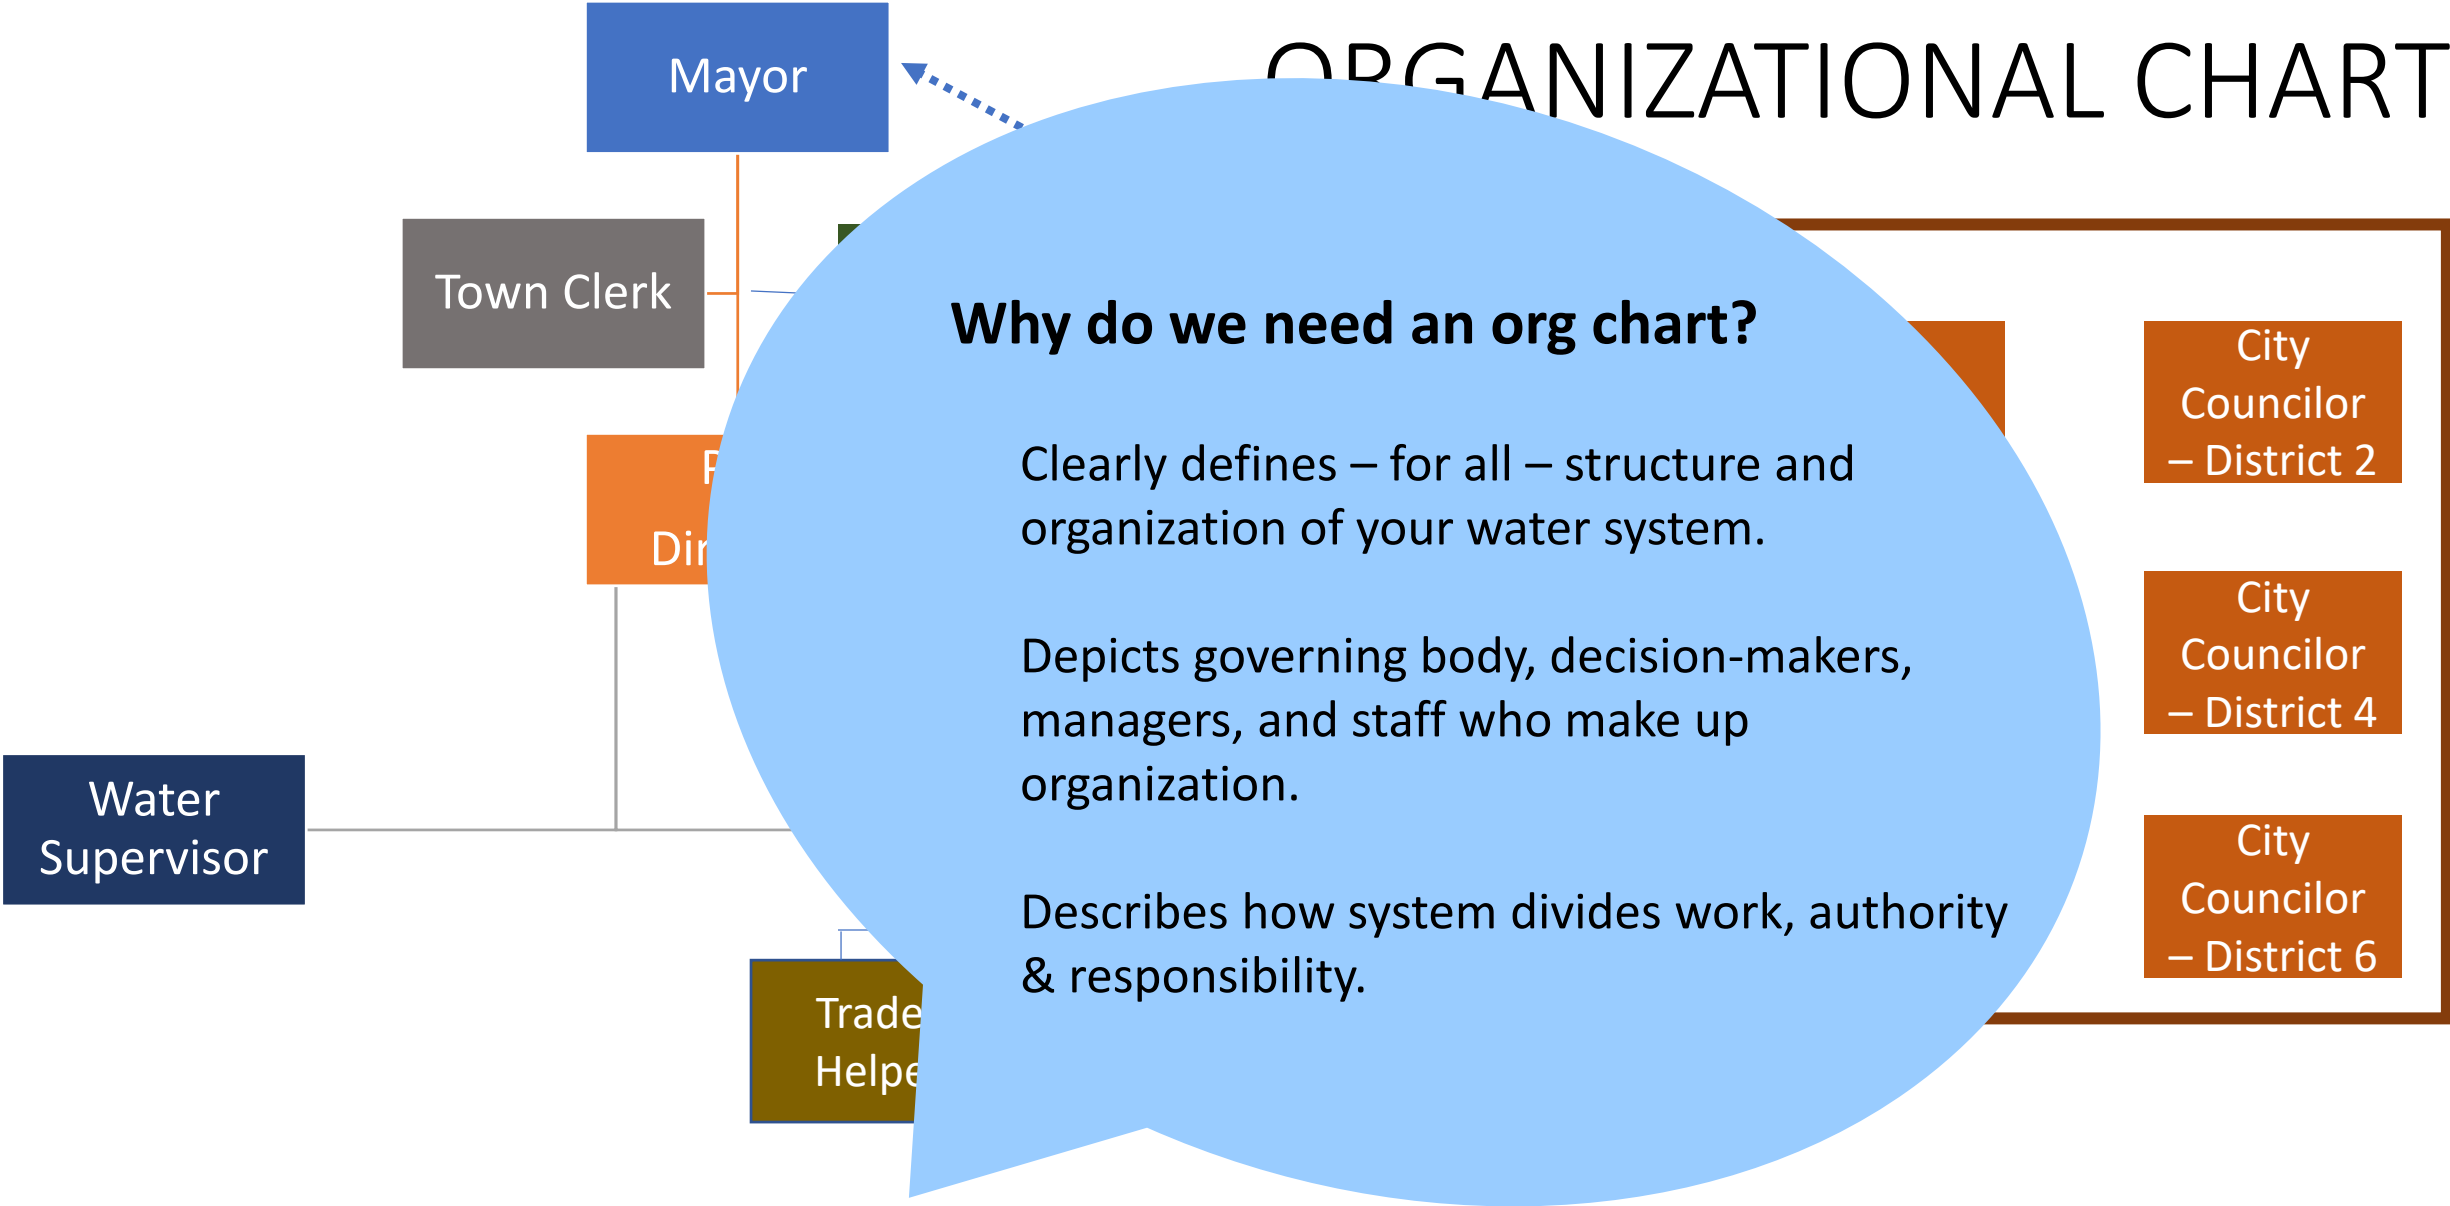 ORGANIZATIONAL CHART
Mayor
Town Clerk
Why do we need an org chart?
Clearly defines – for all – structure and
organization of your water system.
Depicts governing body, decision-makers,
managers, and staff who make up
organization.
Describes how system divides work, authority
& responsibility.
Water
Supervisor
City
Councilor
– District 2
City
Councilor
– District 4
City
Councilor
– District 6